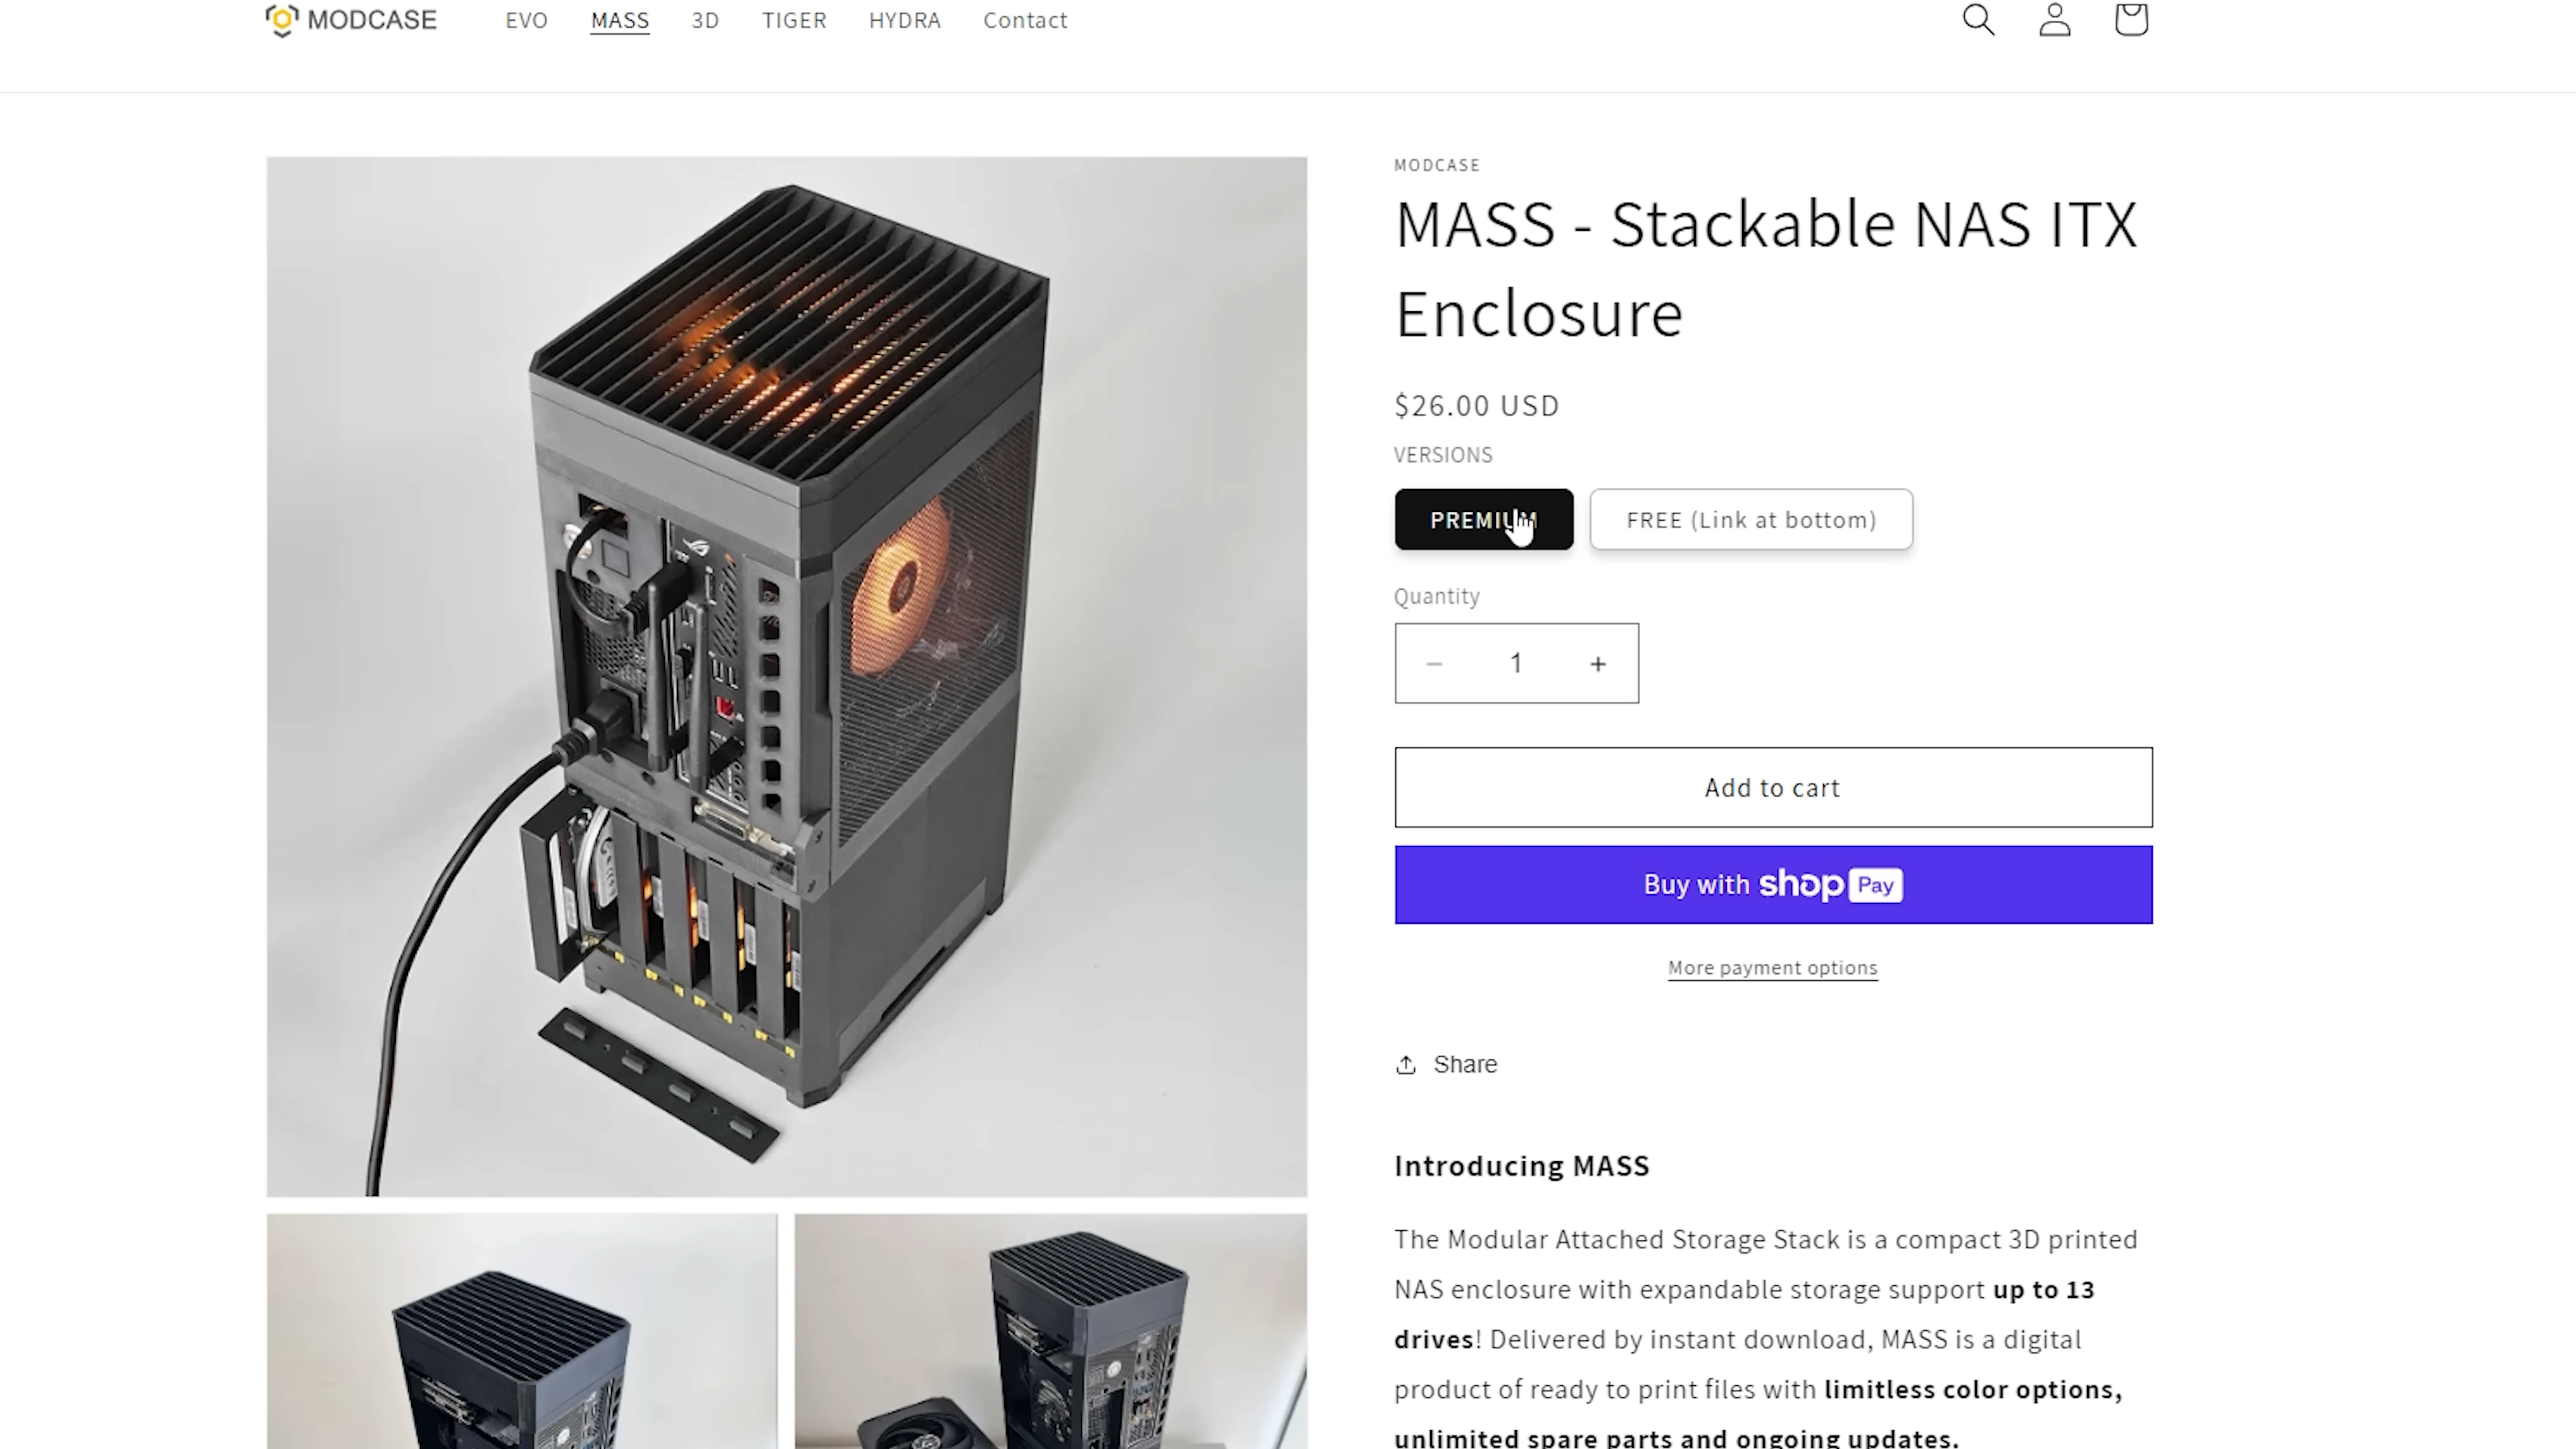 MODCASE
EVO
MASS
3D
TIGER
HYDRA
Contact
MODCASE
MASS - Stackable NAS ITX
Enclosure
$26.00 USD
VERSIONS
PREMIUM
FREE (Link at bottom)
Quantity
− 1 +
Add to cart
Buy with shop Pay
More payment options
Share
Introducing MASS
The Modular Attached Storage Stack is a compact 3D printed
NAS enclosure with expandable storage support up to 13
drives! Delivered by instant download, MASS is a digital
product of ready to print files with limitless color options,
unlimited spare parts and ongoing updates.